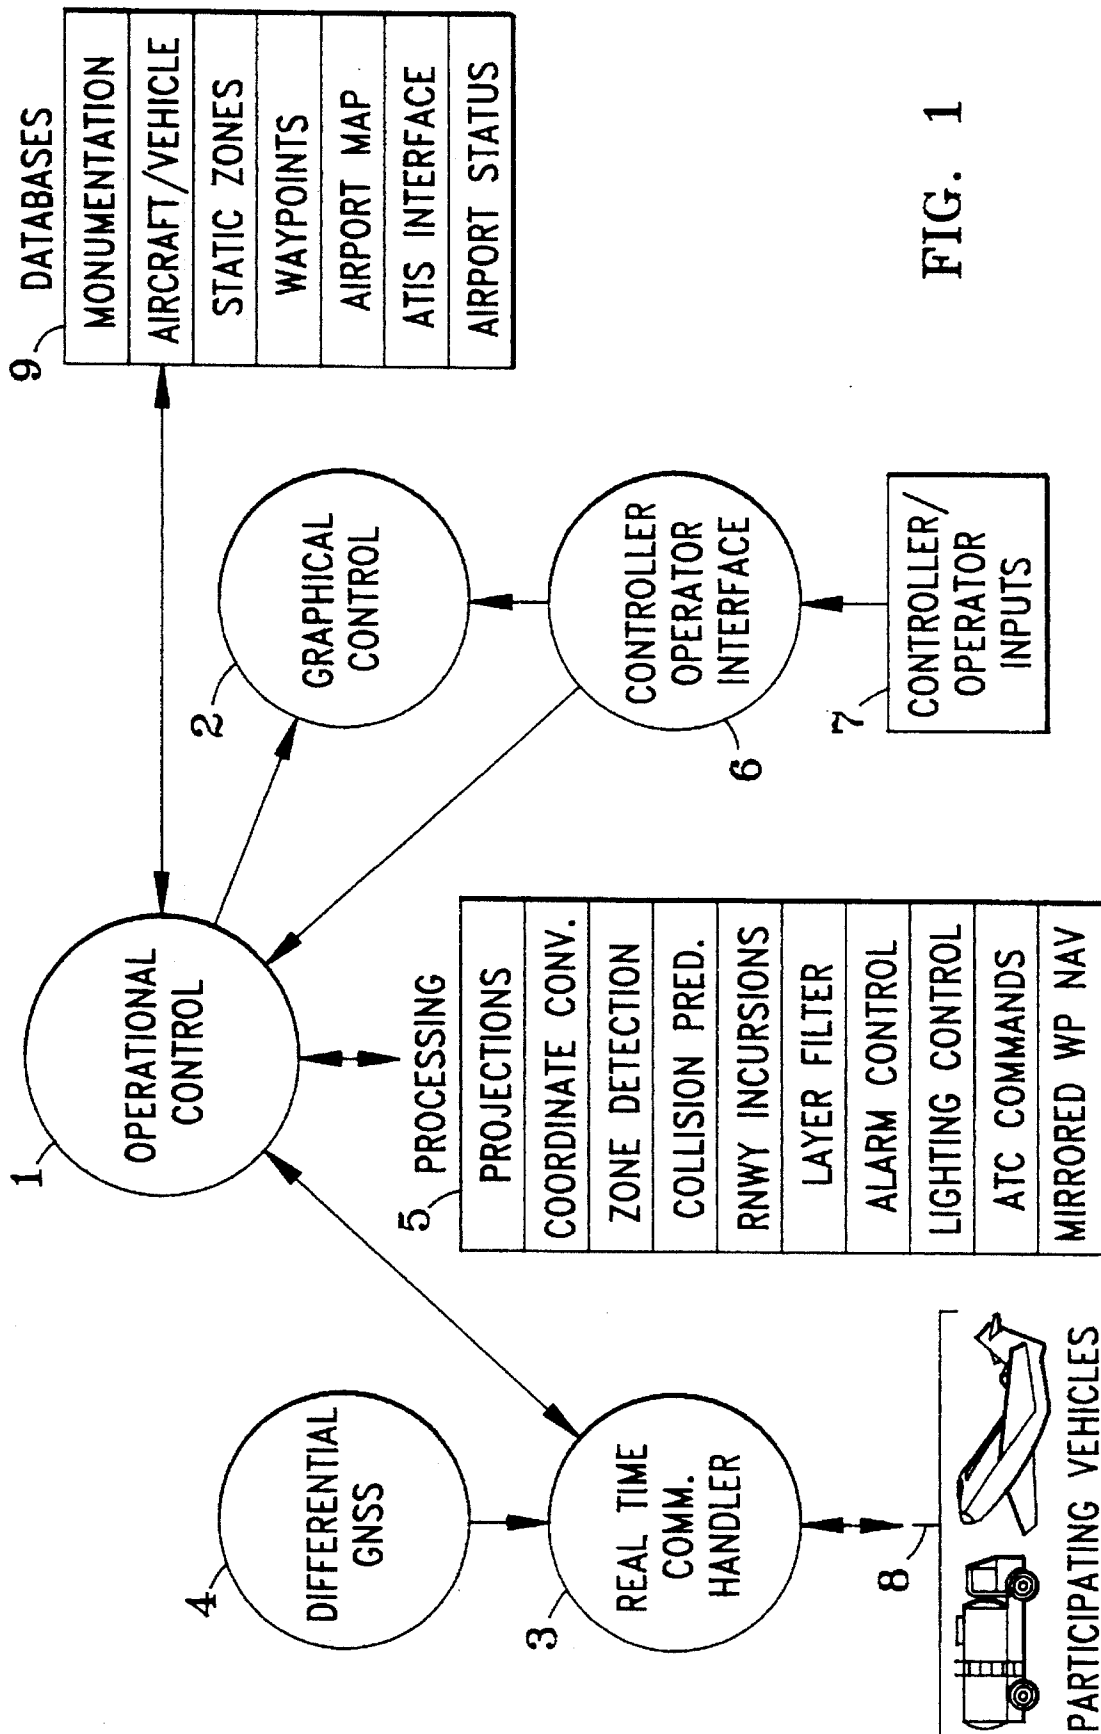 1
OPERATIONAL
CONTROL
9
DATABASES
MONUMENTATION
AIRCRAFT/VEHICLE
STATIC ZONES
WAYPOINTS
AIRPORT MAP
ATIS INTERFACE
AIRPORT STATUS
4
DIFFERENTIAL
GNSS
2
GRAPHICAL
CONTROL
3
REAL TIME
COMM.
HANDLER
5
PROCESSING
PROJECTIONS
COORDINATE CONV.
ZONE DETECTION
COLLISION PRED.
RNWY INCURSIONS
LAYER FILTER
ALARM CONTROL
LIGHTING CONTROL
ATC COMMANDS
MIRRORED WP NAV
6
CONTROLLER
OPERATOR
INTERFACE
7
CONTROLLER/
OPERATOR
INPUTS
8
PARTICIPATING VEHICLES
FIG. 1